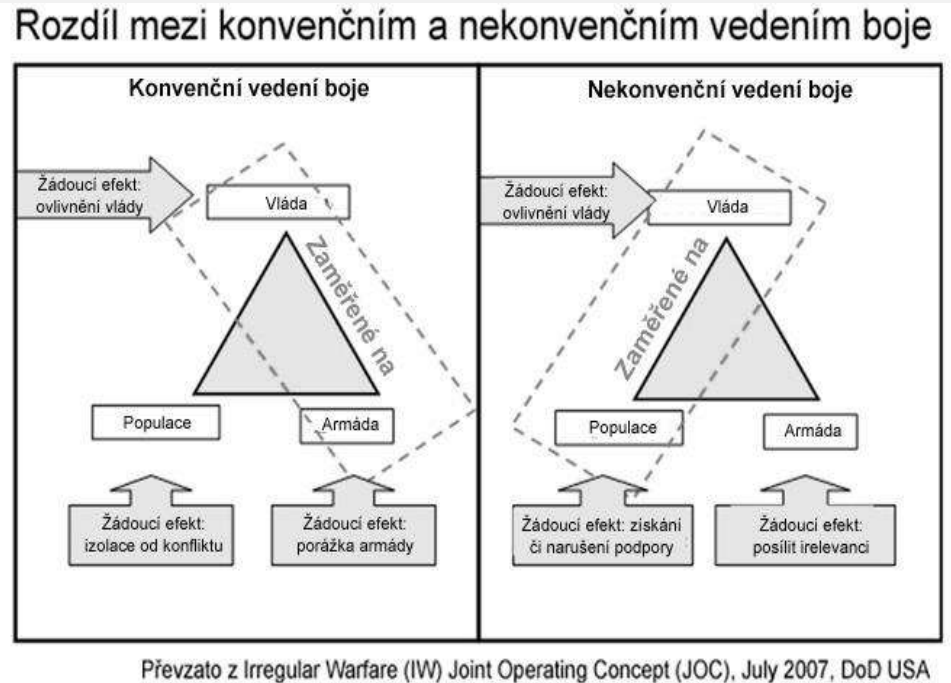 Rozdíl mezi konvenčním a nekonvenčním vedením boje
Konvenční vedení boje
Žádoucí efekt:
ovlivnění vlády
Vláda
Zaměřené na
Populace
Armáda
Žádoucí efekt:
izolace od konfliktu
Žádoucí efekt:
porážka armády
Nekonvenční vedení boje
Žádoucí efekt:
ovlivnění vlády
Vláda
Zaměřené na
Populace
Armáda
Žádoucí efekt: získání
či narušení podpory
Žádoucí efekt:
posílit irelevanci
Převzato z Irregular Warfare (IW) Joint Operating Concept (JOC), July 2007, DoD USA